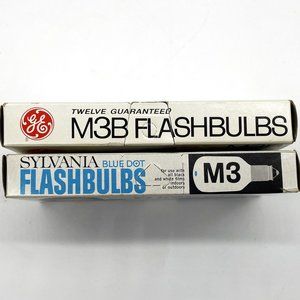 GE
TWELVE GUARANTEED
M3B FLASHBULBS
SYLVANIA
BLUE DOT
FLASHBULBS
for use with
all black
and white films
indoors
or outdoors
M3